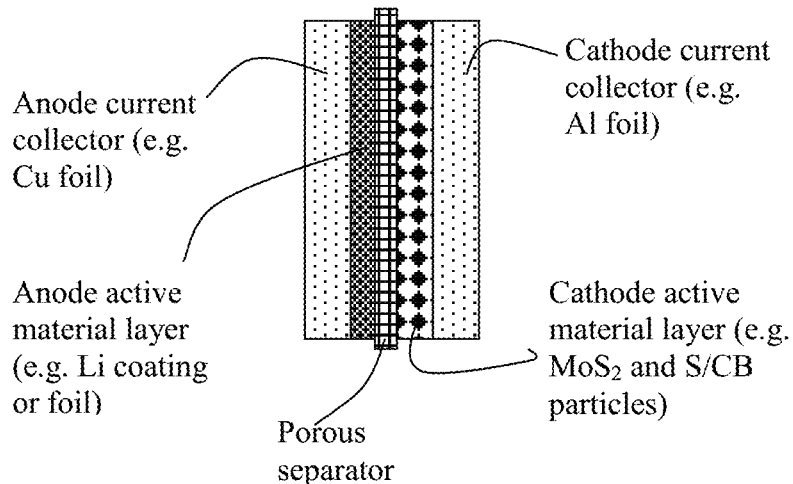 Anode current
collector (e.g.
Cu foil)
Cathode current
collector (e.g.
Al foil)
Anode active
material layer
(e.g. Li coating
or foil)
Cathode active
material layer (e.g.
MoS₂ and S/CB
particles)
Porous
separator